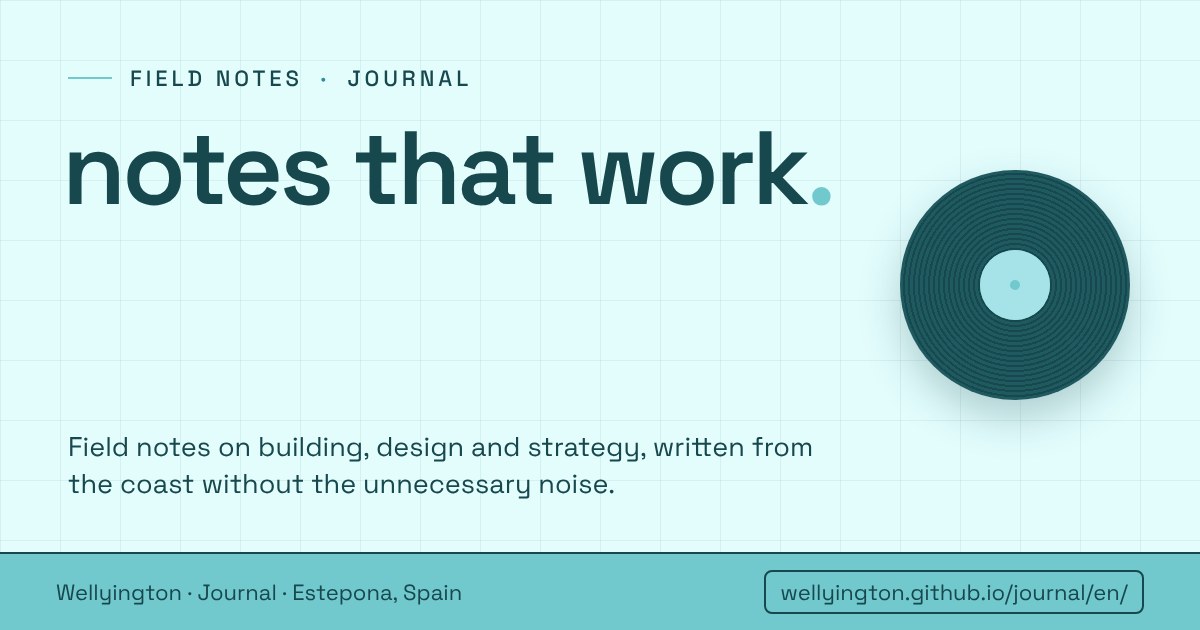 FIELD NOTES · JOURNAL
notes that work.
Field notes on building, design and strategy, written from
the coast without the unnecessary noise.
Wellyington · Journal · Estepona, Spain
wellyington.github.io/journal/en/